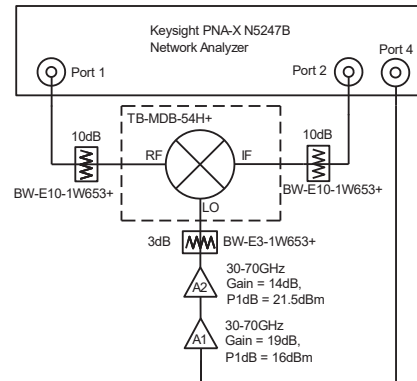 Keysight PNA-X N5247B
Network Analyzer
Port 1
Port 2
Port 4
TB-MDB-54H+
10dB
RF
IF
10dB
BW-E10-1W653+
BW-E10-1W653+
LO
3dB
BW-E3-1W653+
A2
30-70GHz
Gain = 14dB,
P1dB = 21.5dBm
A1
30-70GHz
Gain = 19dB,
P1dB = 16dBm